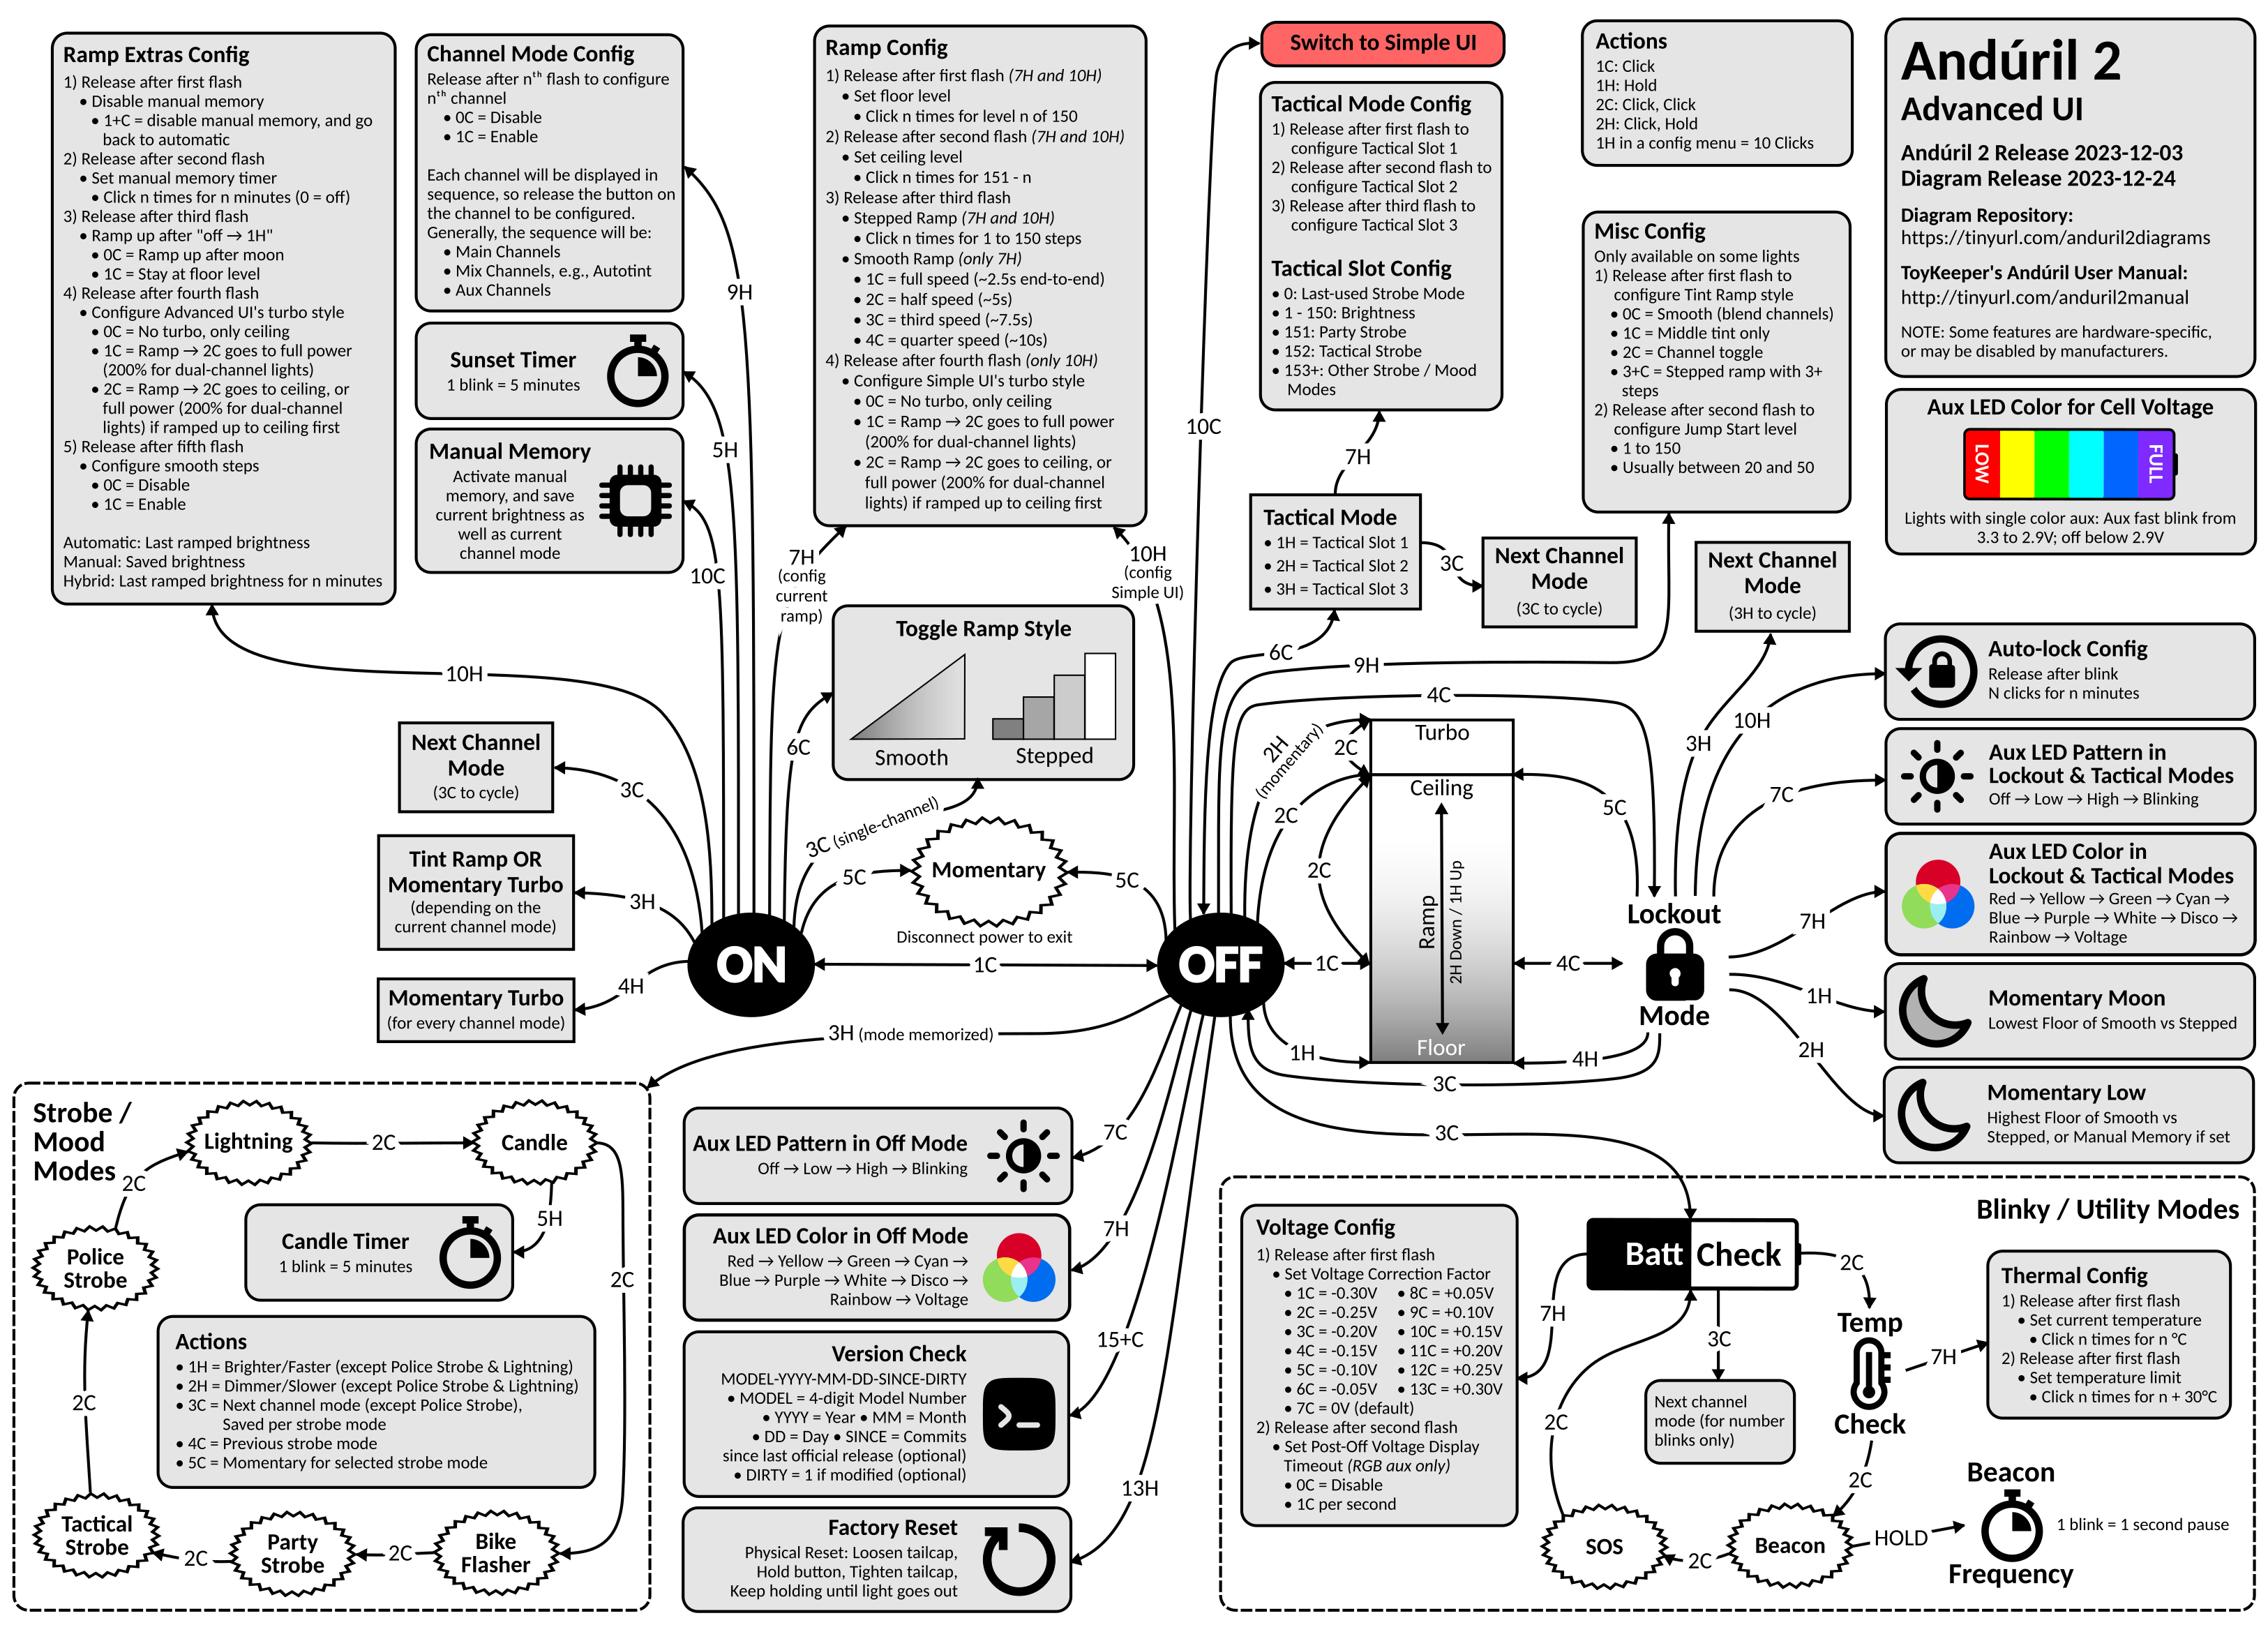 Ramp Extras Config
1) Release after first flash
• Disable manual memory
• 1+C = disable manual memory, and go
back to automatic
2) Release after second flash
• Set manual memory timer
• Click n times for n minutes (0 = off)
3) Release after third flash
• Ramp up after "off → 1H"
• 0C = Ramp up after moon
• 1C = Stay at floor level
4) Release after fourth flash
• Configure Advanced UI's turbo style
• 0C = No turbo, only ceiling
• 1C = Ramp → 2C goes to full power
(200% for dual-channel lights)
• 2C = Ramp → 2C goes to ceiling, or
full power (200% for dual-channel
lights) if ramped up to ceiling first
5) Release after fifth flash
• Configure smooth steps
• 0C = Disable
• 1C = Enable
Automatic: Last ramped brightness
Manual: Saved brightness
Hybrid: Last ramped brightness for n minutes
Channel Mode Config
Release after nᵗʰ flash to configure
nᵗʰ channel
• 0C = Disable
• 1C = Enable
Each channel will be displayed in
sequence, so release the button on
the channel to be configured.
Generally, the sequence will be:
• Main Channels
• Mix Channels, e.g., Autotint
• Aux Channels
Sunset Timer
1 blink = 5 minutes
Manual Memory
Activate manual
memory, and save
current brightness as
well as current
channel mode
9H
5H
10C
Ramp Config
1) Release after first flash (7H and 10H)
• Set floor level
• Click n times for level n of 150
2) Release after second flash (7H and 10H)
• Set ceiling level
• Click n times for 151 - n
3) Release after third flash
• Stepped Ramp (7H and 10H)
• Click n times for 1 to 150 steps
• Smooth Ramp (only 7H)
• 1C = full speed (~2.5s end-to-end)
• 2C = half speed (~5s)
• 3C = third speed (~7.5s)
• 4C = quarter speed (~10s)
4) Release after fourth flash (only 10H)
• Configure Simple UI's turbo style
• 0C = No turbo, only ceiling
• 1C = Ramp → 2C goes to full power
(200% for dual-channel lights)
• 2C = Ramp → 2C goes to ceiling, or
full power (200% for dual-channel
lights) if ramped up to ceiling first
7H
(config
current
ramp)
10H
(config
Simple UI)
10C
Switch to Simple UI
Tactical Mode Config
1) Release after first flash to
configure Tactical Slot 1
2) Release after second flash to
configure Tactical Slot 2
3) Release after third flash to
configure Tactical Slot 3
Tactical Slot Config
• 0: Last-used Strobe Mode
• 1 - 150: Brightness
• 151: Party Strobe
• 152: Tactical Strobe
• 153+: Other Strobe / Mood
Modes
7H
Tactical Mode
• 1H = Tactical Slot 1
• 2H = Tactical Slot 2
• 3H = Tactical Slot 3
3C
Next Channel
Mode
(3C to cycle)
Actions
1C: Click
1H: Hold
2C: Click, Click
2H: Click, Hold
1H in a config menu = 10 Clicks
Misc Config
Only available on some lights
1) Release after first flash to
configure Tint Ramp style
• 0C = Smooth (blend channels)
• 1C = Middle tint only
• 2C = Channel toggle
• 3+C = Stepped ramp with 3+
steps
2) Release after second flash to
configure Jump Start level
• 1 to 150
• Usually between 20 and 50
Next Channel
Mode
(3H to cycle)
Andúril 2
Advanced UI
Andúril 2 Release 2023-12-03
Diagram Release 2023-12-24
Diagram Repository:
https://tinyurl.com/anduril2diagrams
ToyKeeper's Andúril User Manual:
http://tinyurl.com/anduril2manual
NOTE: Some features are hardware-specific,
or may be disabled by manufacturers.
Aux LED Color for Cell Voltage
LOW
FULL
Lights with single color aux: Aux fast blink from
3.3 to 2.9V; off below 2.9V
10H
Next Channel
Mode
(3C to cycle)
3C
Tint Ramp OR
Momentary Turbo
(depending on the
current channel mode)
3H
Momentary Turbo
(for every channel mode)
4H
ON
6C
Toggle Ramp Style
Smooth
Stepped
3C (single-channel)
5C
Momentary
5C
Disconnect power to exit
1C
OFF
6C
9H
4C
2H
(momentary)
2C
2C
2C
Turbo
Ceiling
Ramp
2H Down / 1H Up
Floor
1C
1H
5C
4C
4H
3C
3C
Lockout
Mode
3H
10H
7C
7H
1H
2H
Auto-lock Config
Release after blink
N clicks for n minutes
Aux LED Pattern in
Lockout & Tactical Modes
Off → Low → High → Blinking
Aux LED Color in
Lockout & Tactical Modes
Red → Yellow → Green → Cyan →
Blue → Purple → White → Disco →
Rainbow → Voltage
Momentary Moon
Lowest Floor of Smooth vs Stepped
Momentary Low
Highest Floor of Smooth vs
Stepped, or Manual Memory if set
3H (mode memorized)
Strobe /
Mood
Modes
Lightning
2C
Candle
2C
5H
Candle Timer
1 blink = 5 minutes
2C
Police
Strobe
Actions
• 1H = Brighter/Faster (except Police Strobe & Lightning)
• 2H = Dimmer/Slower (except Police Strobe & Lightning)
• 3C = Next channel mode (except Police Strobe),
Saved per strobe mode
• 4C = Previous strobe mode
• 5C = Momentary for selected strobe mode
2C
Tactical
Strobe
2C
Party
Strobe
2C
Bike
Flasher
Aux LED Pattern in Off Mode
Off → Low → High → Blinking
7C
Aux LED Color in Off Mode
Red → Yellow → Green → Cyan →
Blue → Purple → White → Disco →
Rainbow → Voltage
7H
Version Check
MODEL-YYYY-MM-DD-SINCE-DIRTY
• MODEL = 4-digit Model Number
• YYYY = Year • MM = Month
• DD = Day • SINCE = Commits
since last official release (optional)
• DIRTY = 1 if modified (optional)
15+C
Factory Reset
Physical Reset: Loosen tailcap,
Hold button, Tighten tailcap,
Keep holding until light goes out
13H
Blinky / Utility Modes
Voltage Config
1) Release after first flash
• Set Voltage Correction Factor
• 1C = -0.30V • 8C = +0.05V
• 2C = -0.25V • 9C = +0.10V
• 3C = -0.20V • 10C = +0.15V
• 4C = -0.15V • 11C = +0.20V
• 5C = -0.10V • 12C = +0.25V
• 6C = -0.05V • 13C = +0.30V
• 7C = 0V (default)
2) Release after second flash
• Set Post-Off Voltage Display
Timeout (RGB aux only)
• 0C = Disable
• 1C per second
7H
Batt Check
2C
3C
Next channel
mode (for number
blinks only)
Temp
Check
7H
Thermal Config
1) Release after first flash
• Set current temperature
• Click n times for n °C
2) Release after first flash
• Set temperature limit
• Click n times for n + 30°C
2C
2C
SOS
2C
Beacon
HOLD
Beacon
Frequency
1 blink = 1 second pause